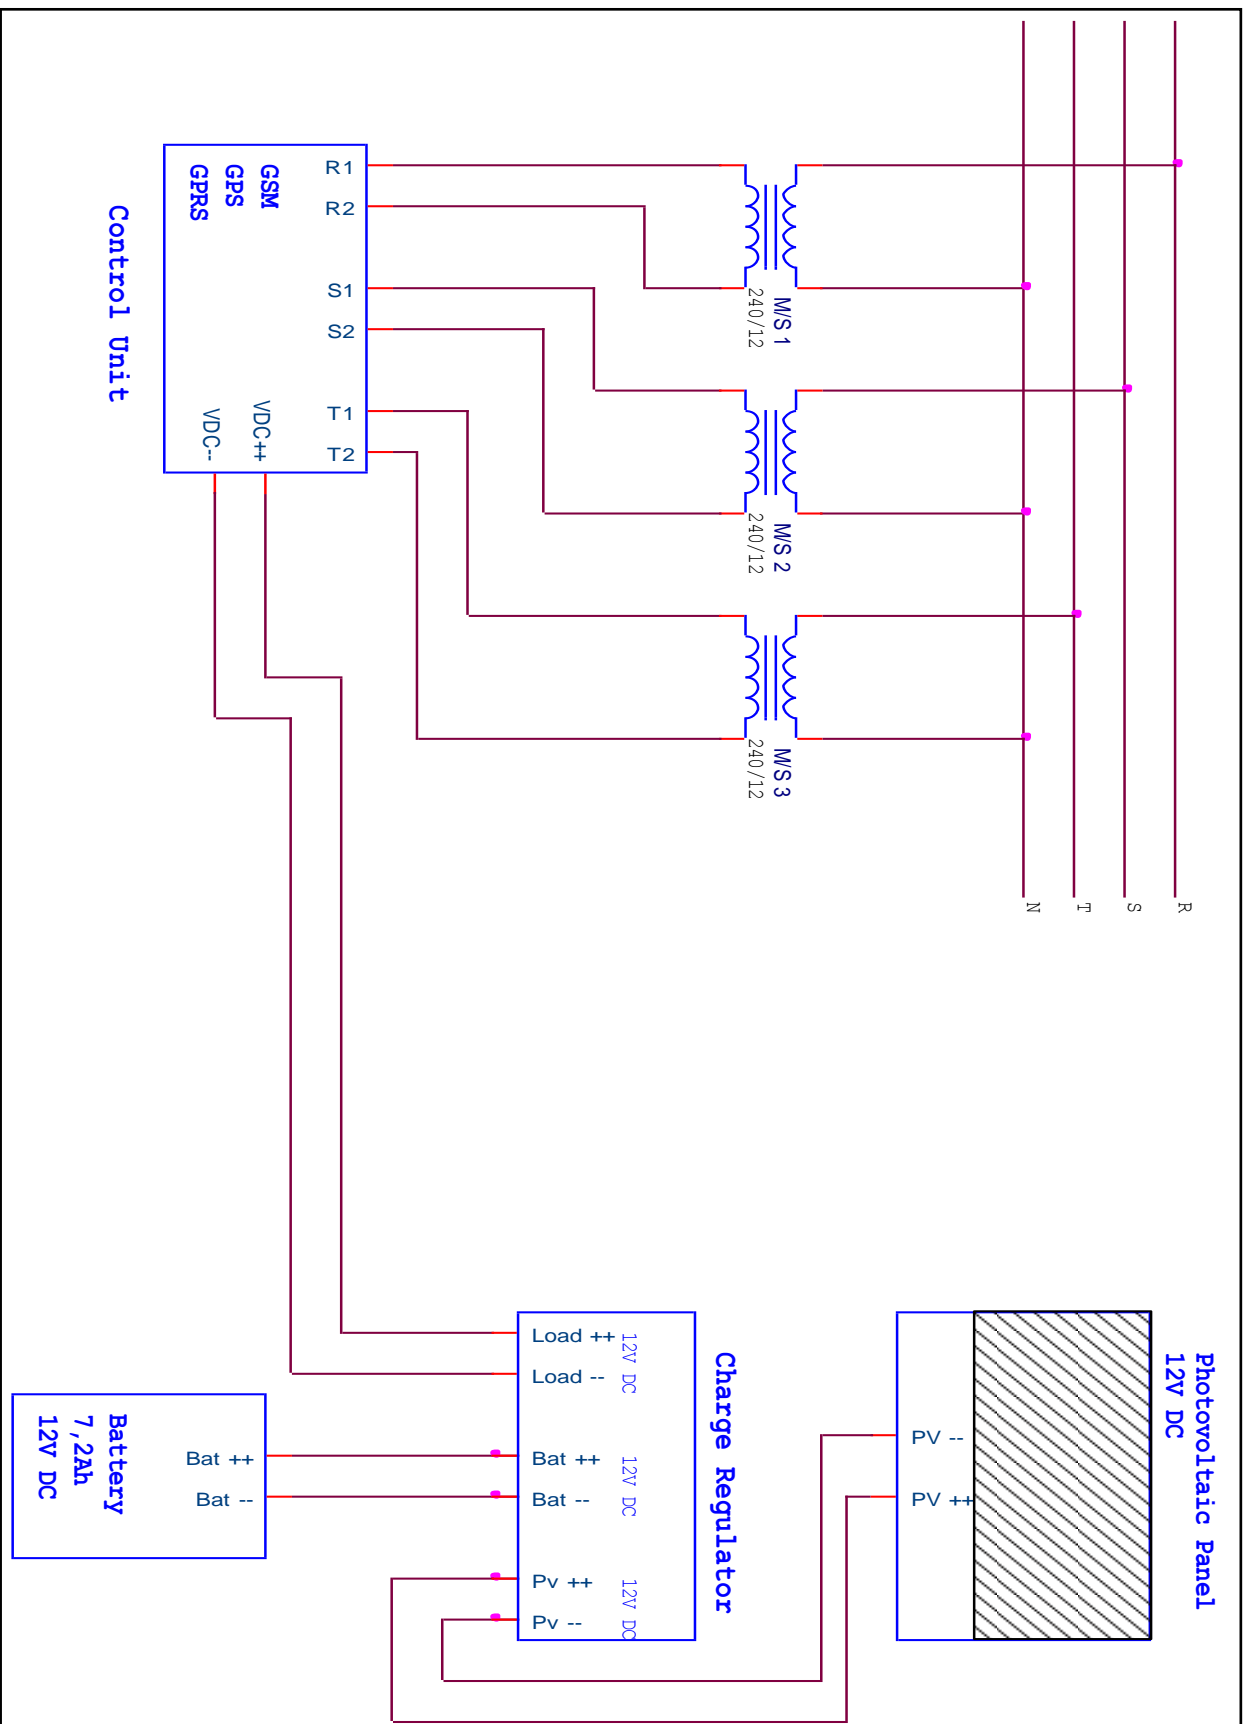 R
S
T
N
M/S 1
240/12
M/S 2
240/12
M/S 3
240/12
R1
R2
S1
S2
T1
T2
GSM
GPS
GPRS
VDC++
VDC--
Control Unit
Photovoltaic Panel
12V DC
PV --
PV ++
Charge Regulator
Load ++
Load --
12V DC
Bat ++
Bat --
12V DC
Pv ++
Pv --
12V DC
Bat ++
Bat --
Battery
7,2Ah
12V DC